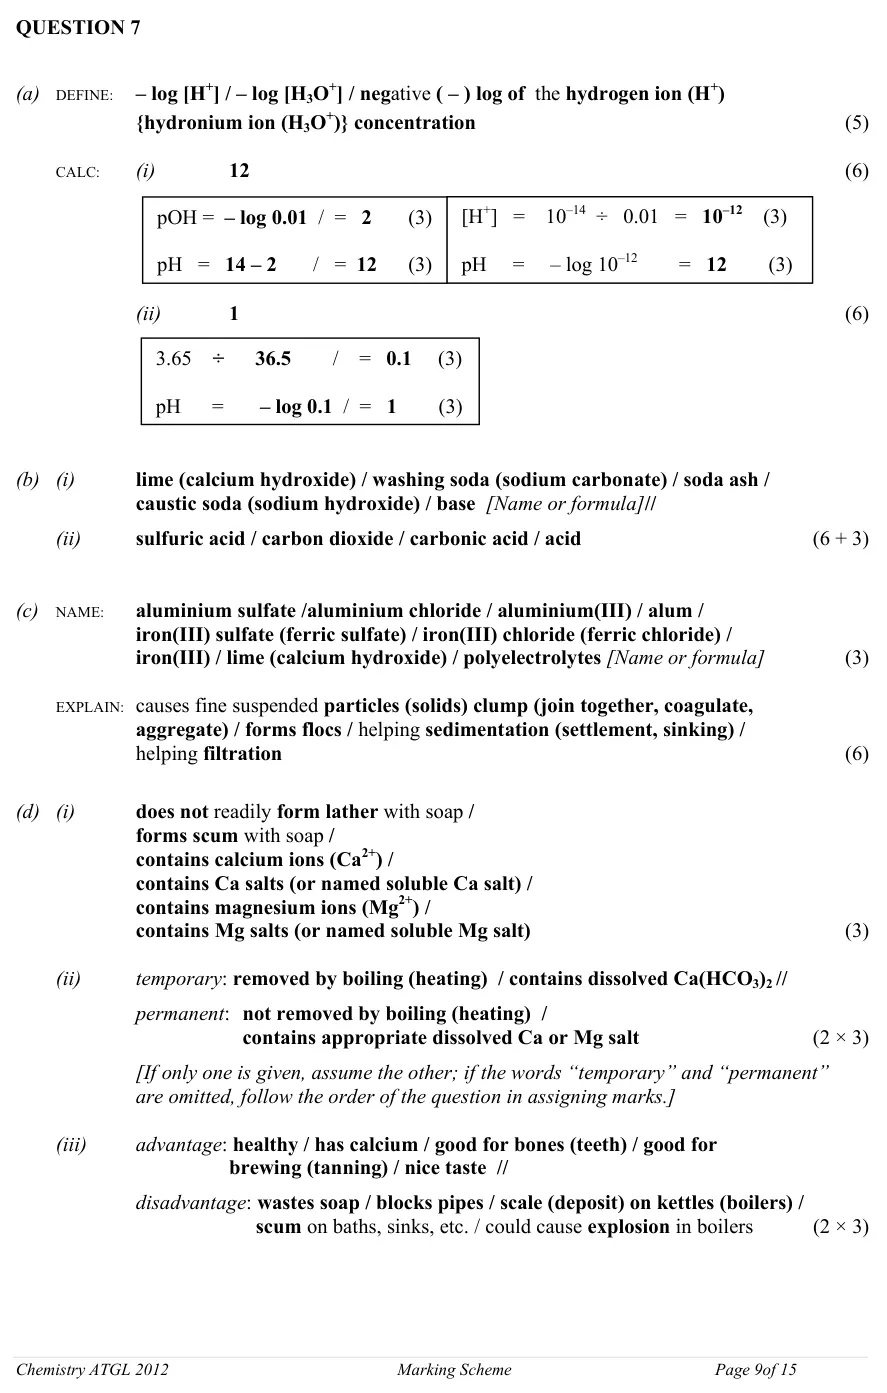 QUESTION 7
(a) DEFINE: – log [H⁺] / – log [H₃O⁺] / negative ( – ) log of the hydrogen ion (H⁺)
{hydronium ion (H₃O⁺)} concentration (5)
CALC: (i) 12 (6)
pOH = – log 0.01 / = 2 (3) [H⁺] = 10⁻¹⁴ ÷ 0.01 = 10⁻¹² (3)
pH = 14 – 2 / = 12 (3) pH = – log 10⁻¹² = 12 (3)
(ii) 1 (6)
3.65 ÷ 36.5 / = 0.1 (3)
pH = – log 0.1 / = 1 (3)
(b) (i) lime (calcium hydroxide) / washing soda (sodium carbonate) / soda ash /
caustic soda (sodium hydroxide) / base [Name or formula]//
(ii) sulfuric acid / carbon dioxide / carbonic acid / acid (6 + 3)
(c) NAME: aluminium sulfate /aluminium chloride / aluminium(III) / alum /
iron(III) sulfate (ferric sulfate) / iron(III) chloride (ferric chloride) /
iron(III) / lime (calcium hydroxide) / polyelectrolytes [Name or formula] (3)
EXPLAIN: causes fine suspended particles (solids) clump (join together, coagulate,
aggregate) / forms flocs / helping sedimentation (settlement, sinking) /
helping filtration (6)
(d) (i) does not readily form lather with soap /
forms scum with soap /
contains calcium ions (Ca²⁺) /
contains Ca salts (or named soluble Ca salt) /
contains magnesium ions (Mg²⁺) /
contains Mg salts (or named soluble Mg salt) (3)
(ii) temporary: removed by boiling (heating) / contains dissolved Ca(HCO₃)₂ //
permanent: not removed by boiling (heating) /
contains appropriate dissolved Ca or Mg salt (2 × 3)
[If only one is given, assume the other; if the words “temporary” and “permanent”
are omitted, follow the order of the question in assigning marks.]
(iii) advantage: healthy / has calcium / good for bones (teeth) / good for
brewing (tanning) / nice taste //
disadvantage: wastes soap / blocks pipes / scale (deposit) on kettles (boilers) /
scum on baths, sinks, etc. / could cause explosion in boilers (2 × 3)
Chemistry ATGL 2012 Marking Scheme Page 9of 15